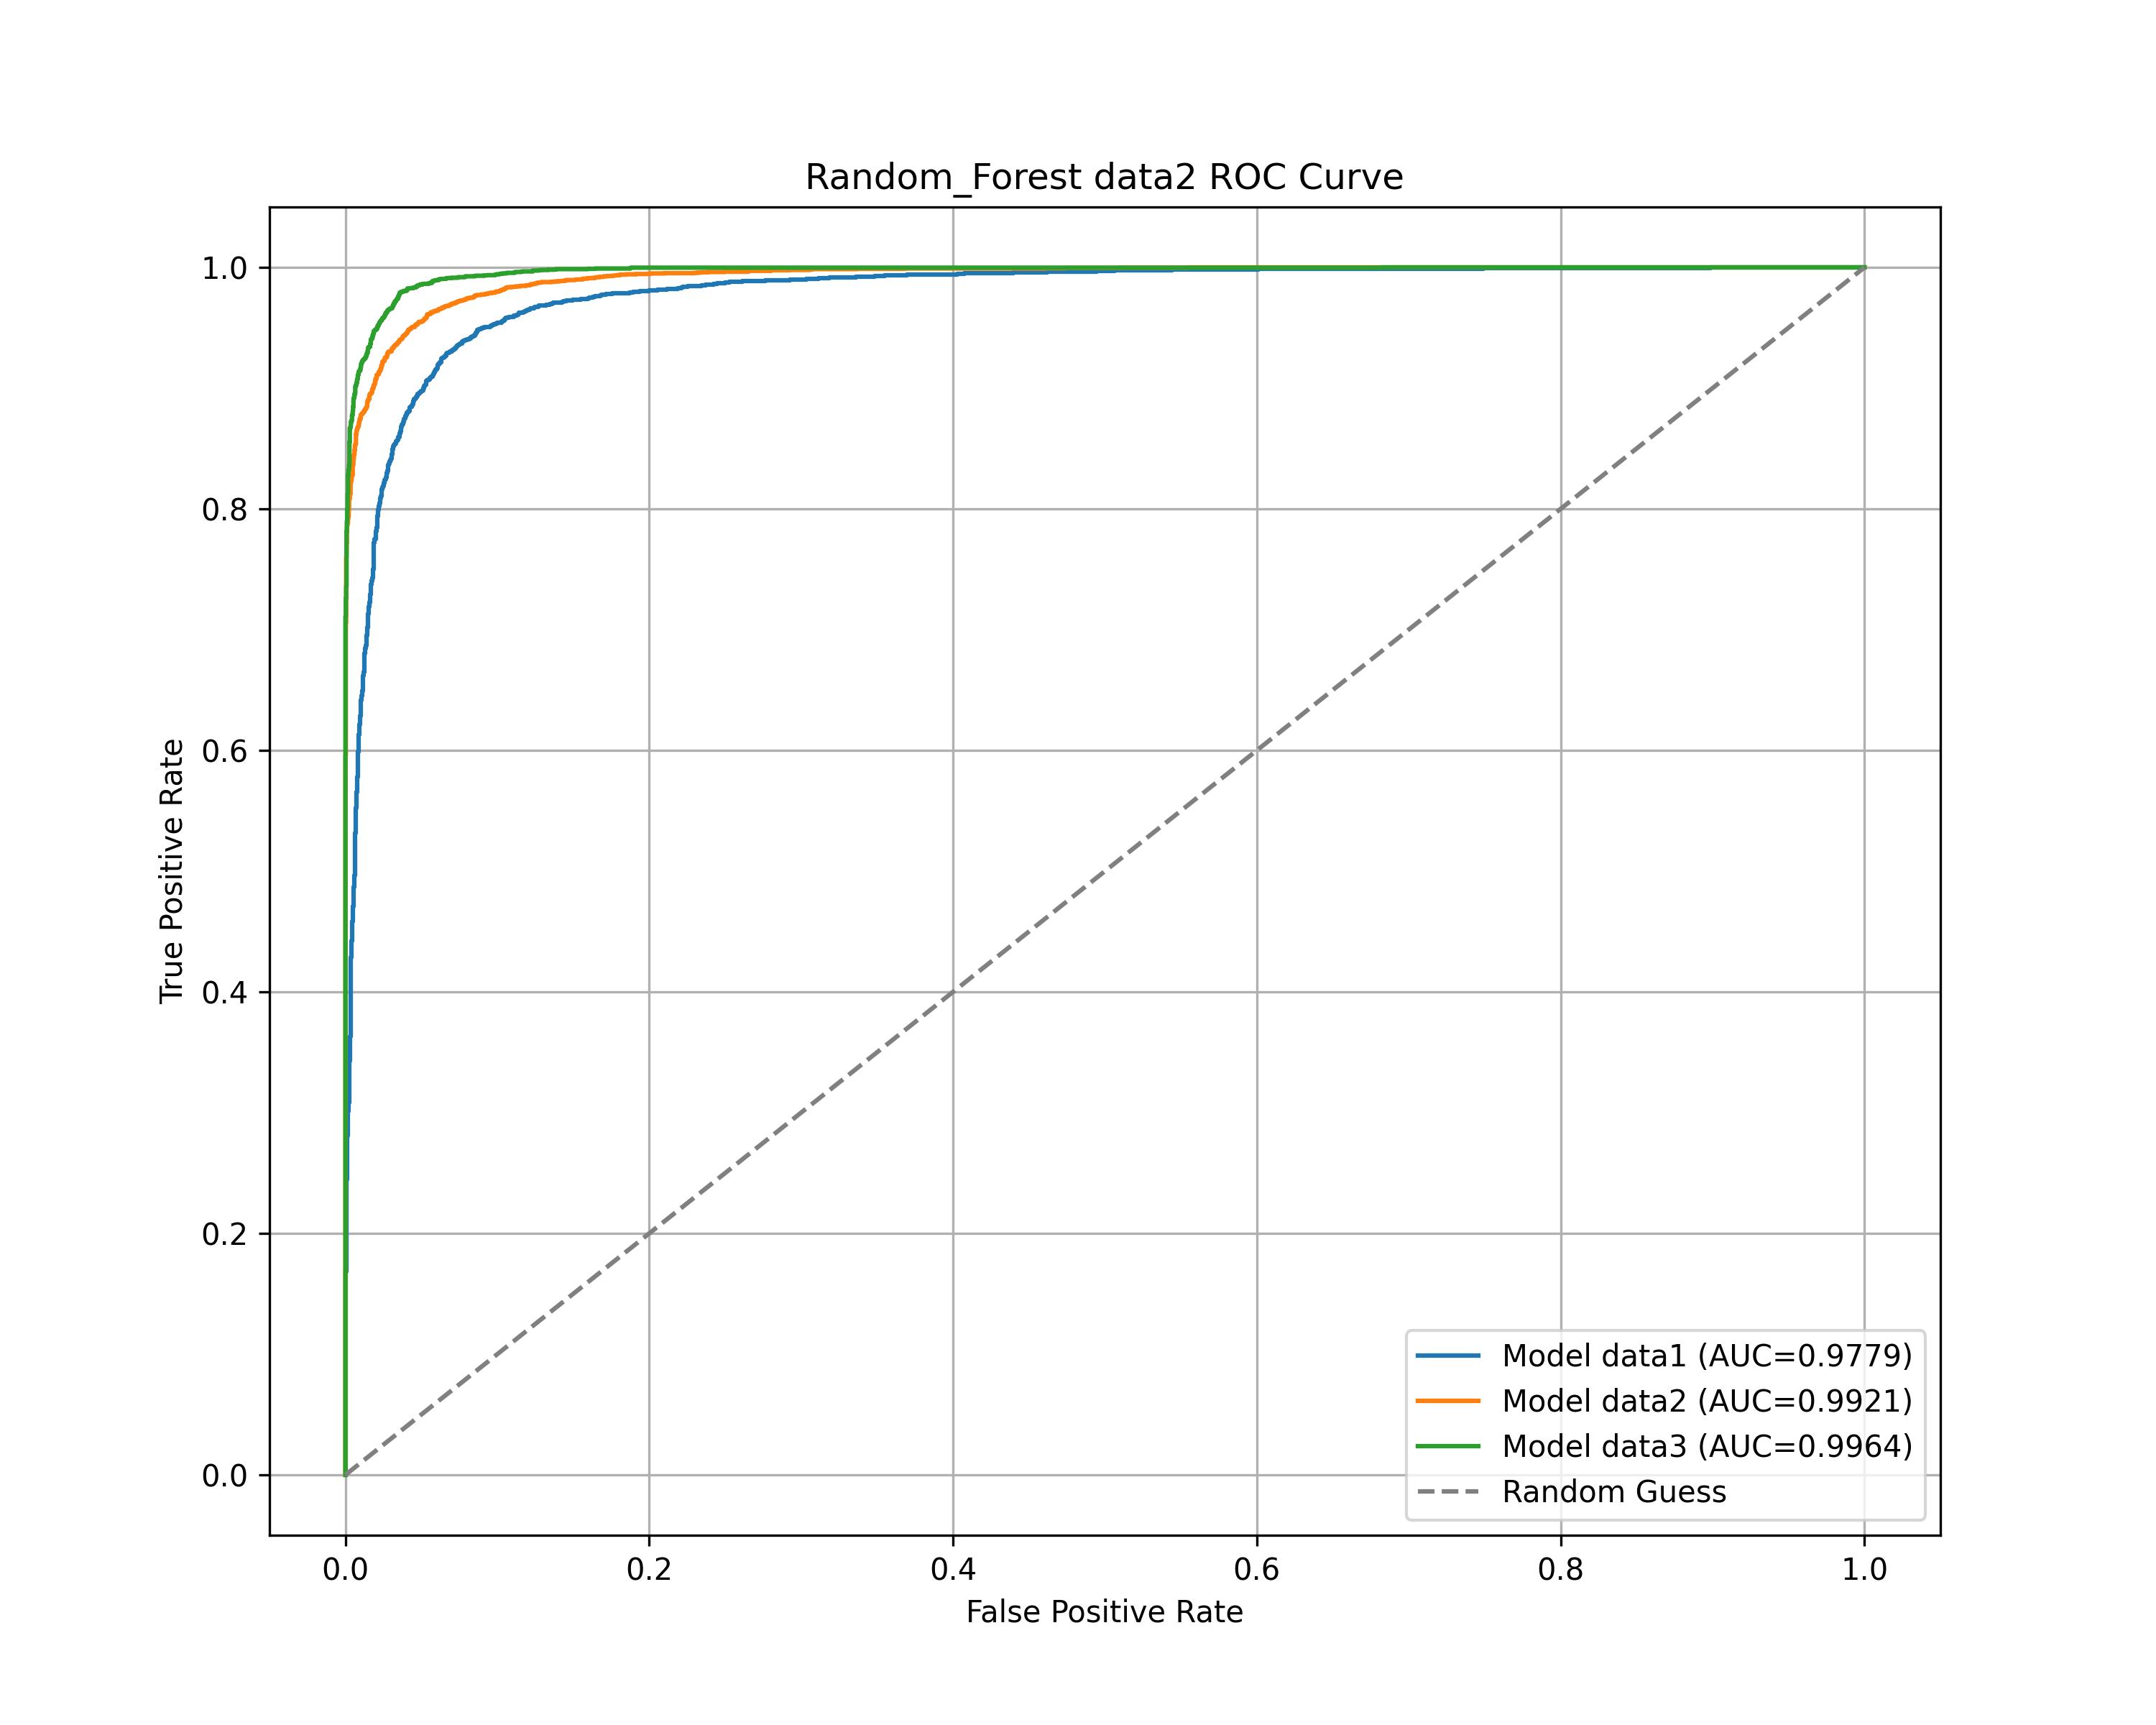 Random_Forest data2 ROC Curve
True Positive Rate
1.0
0.8
0.6
0.4
0.2
0.0
0.0 0.2 0.4 0.6 0.8 1.0
False Positive Rate
Model data1 (AUC=0.9779)
Model data2 (AUC=0.9921)
Model data3 (AUC=0.9964)
Random Guess